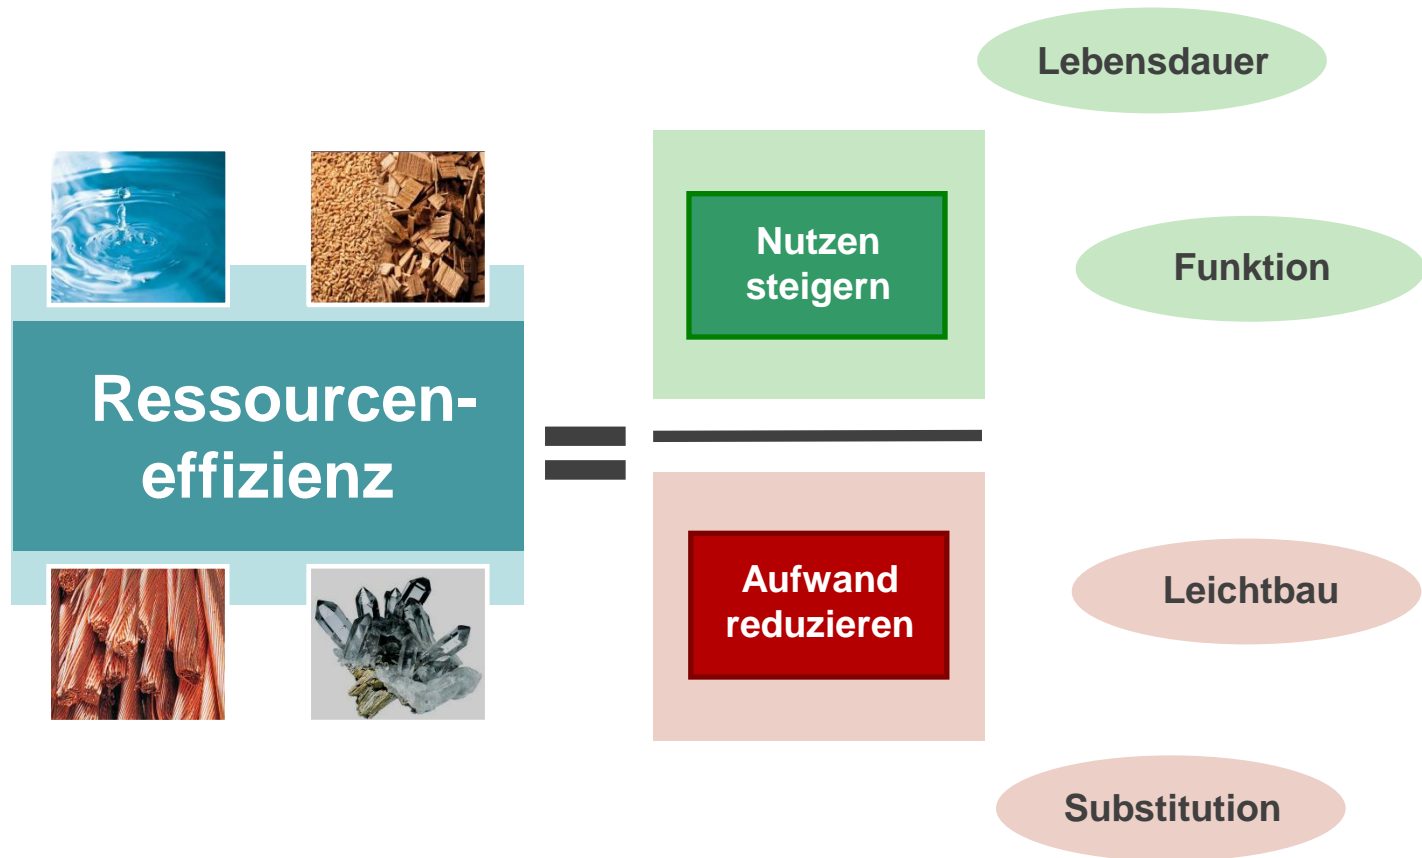 Lebensdauer
Nutzen
steigern
Funktion
Ressourcen-
effizienz
Aufwand
reduzieren
Leichtbau
Substitution